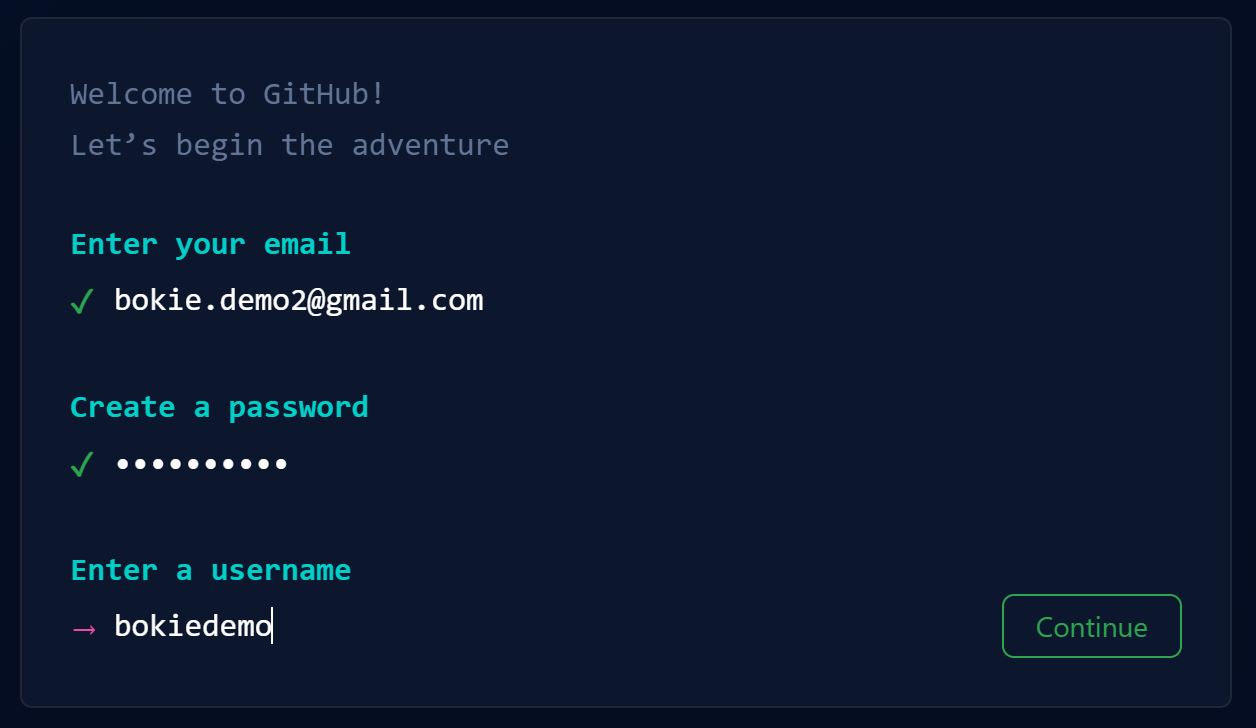 Welcome to GitHub!
Let’s begin the adventure
Enter your email
✓ bokie.demo2@gmail.com
Create a password
✓ ••••••••••
Enter a username
→ bokiedemo
Continue